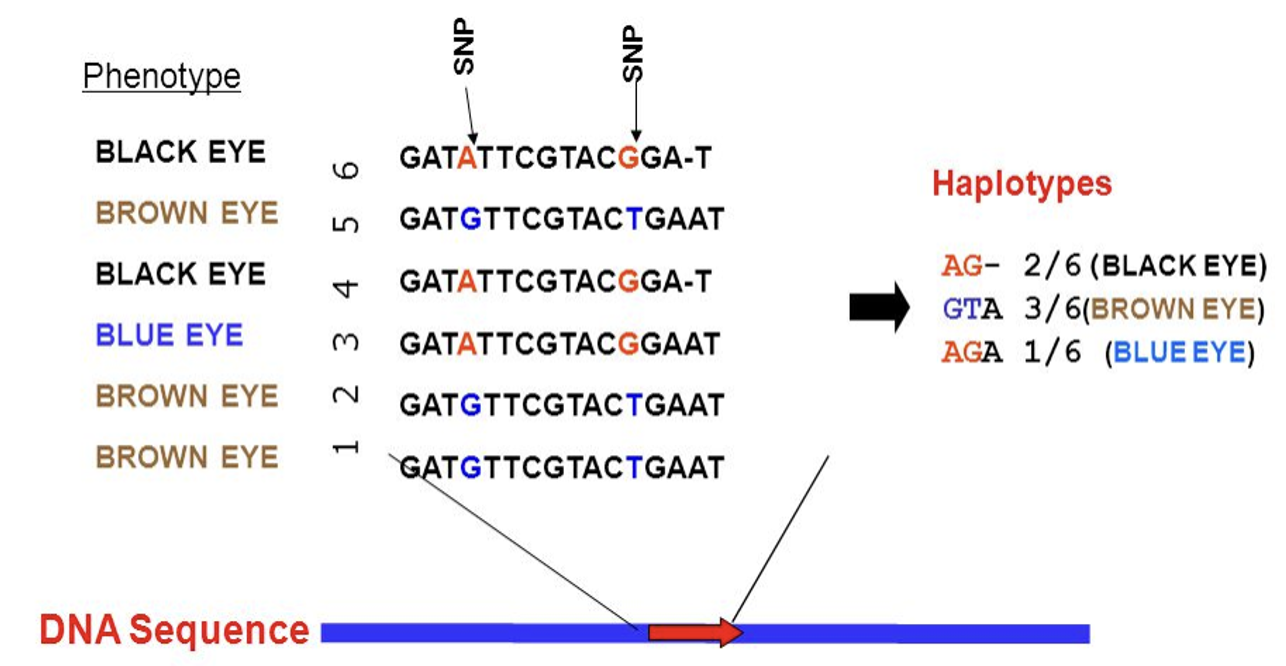 SNP
SNP
Phenotype
BLACK EYE 6 GATATTCGTACGGA-T
BROWN EYE 5 GATGTTCGTACTGAAT
BLACK EYE 4 GATATTCGTACGGA-T
BLUE EYE 3 GATATTCGTACGGAAT
BROWN EYE 2 GATGTTCGTACTGAAT
BROWN EYE 1 GATGTTCGTACTGAAT
Haplotypes
AG- 2/6 (BLACK EYE)
GTA 3/6(BROWN EYE)
AGA 1/6 (BLUE EYE)
DNA Sequence